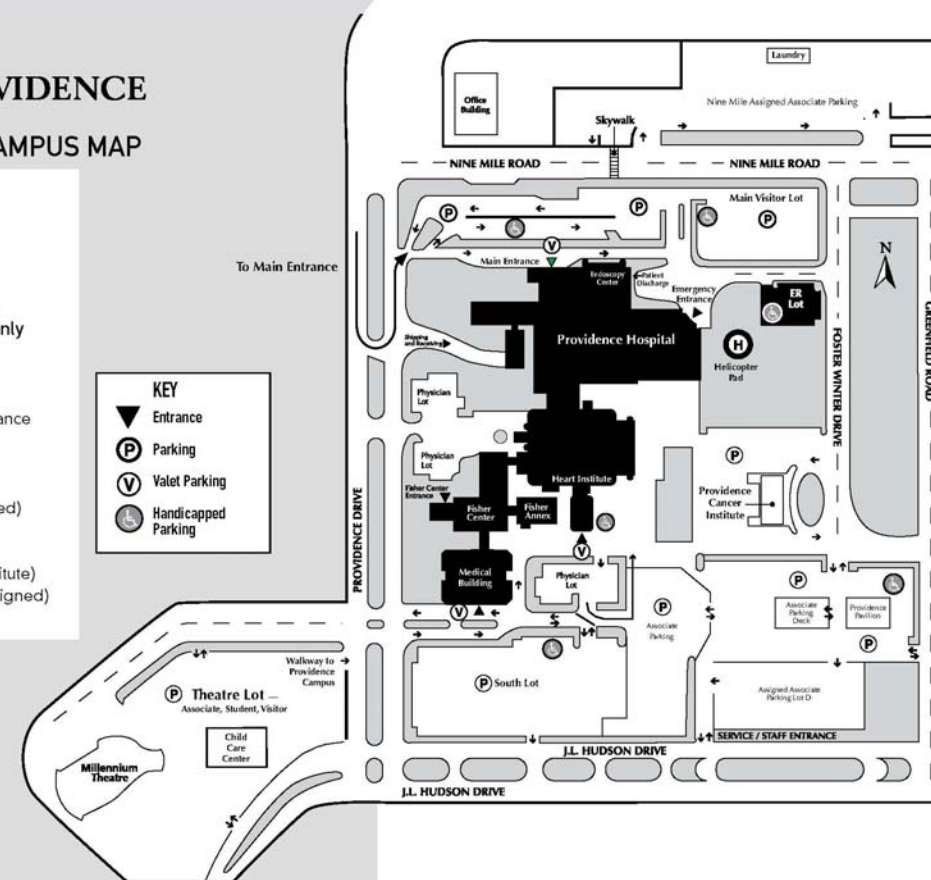 VIDENCE
AMPUS MAP
nly
ance
ed)
itute)
igned)
KEY
Entrance
P Parking
V Valet Parking
Handicapped
Parking
To Main Entrance
Office
Building
Laundry
Nine Mile Assigned Associate Parking
Skywalk
NINE MILE ROAD
NINE MILE ROAD
P
P
Main Visitor Lot
P
V
Main Entrance
Endoscopy
Center
Patient
Discharge
Emergency
Entrance
ER
Lot
N
Shipping
and Receiving
Providence Hospital
H
Helicopter
Pad
FOSTER WINTER DRIVE
GREENFIELD ROAD
Physician
Lot
Physician
Lot
Heart Institute
P
Fisher Center
Entrance
Fisher
Center
Fisher
Annex
Providence
Cancer
Institute
V
PROVIDENCE DRIVE
Medical
Building
Physician
Lot
V
P
Associate
Parking
P
Associate
Parking
Deck
Providence
Pavilion
P
Walkway to
Providence
Campus
P Theatre Lot —
Associate, Student, Visitor
P South Lot
Assigned Associate
Parking Lot D
Child
Care
Center
Millennium
Theatre
SERVICE / STAFF ENTRANCE
J.L. HUDSON DRIVE
J.L. HUDSON DRIVE